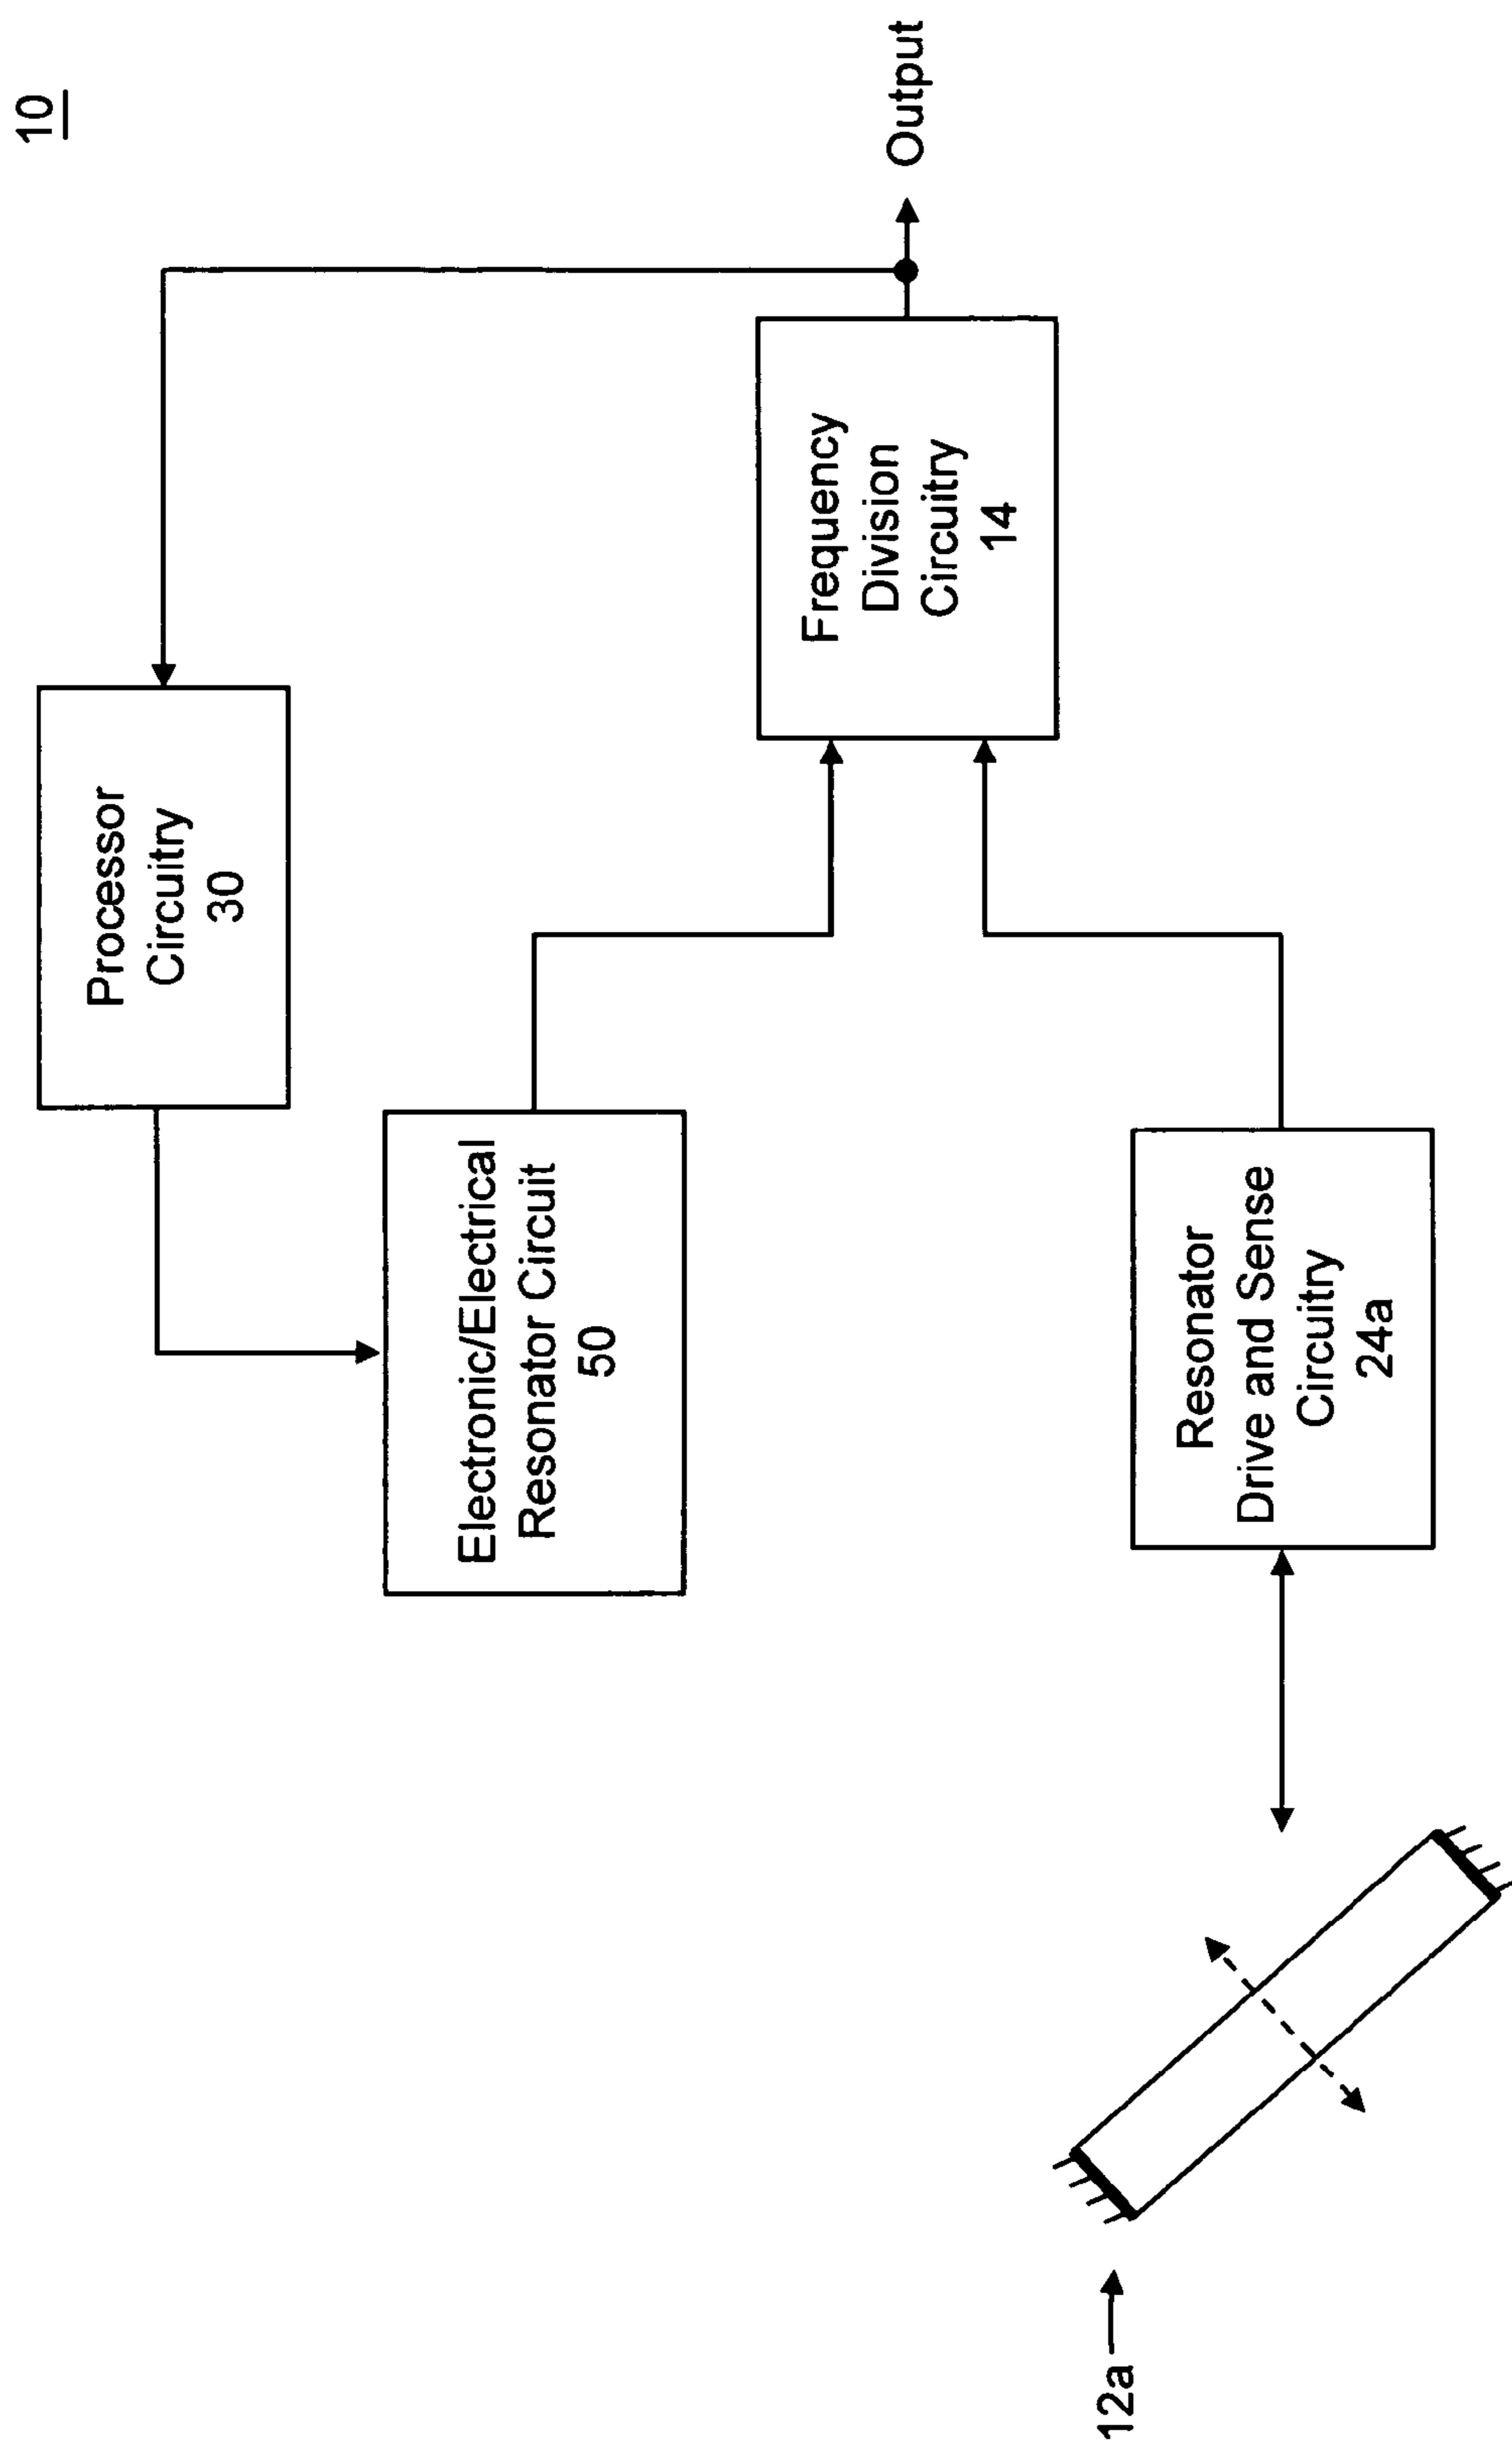 10
Processor
Circuitry
30
Electronic/Electrical
Resonator Circuit
50
Frequency
Division
Circuitry
14
Output
Resonator
Drive and Sense
Circuitry
24a
12a